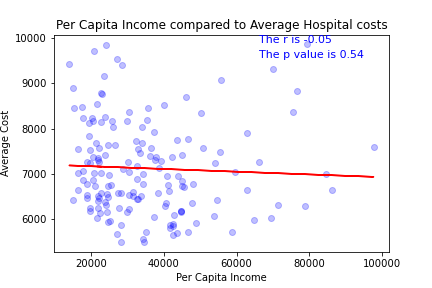 Per Capita Income compared to Average Hospital costs
The r is -0.05
The p value is 0.54
10000
9000
8000
7000
6000
Average Cost
20000 40000 60000 80000 100000
Per Capita Income